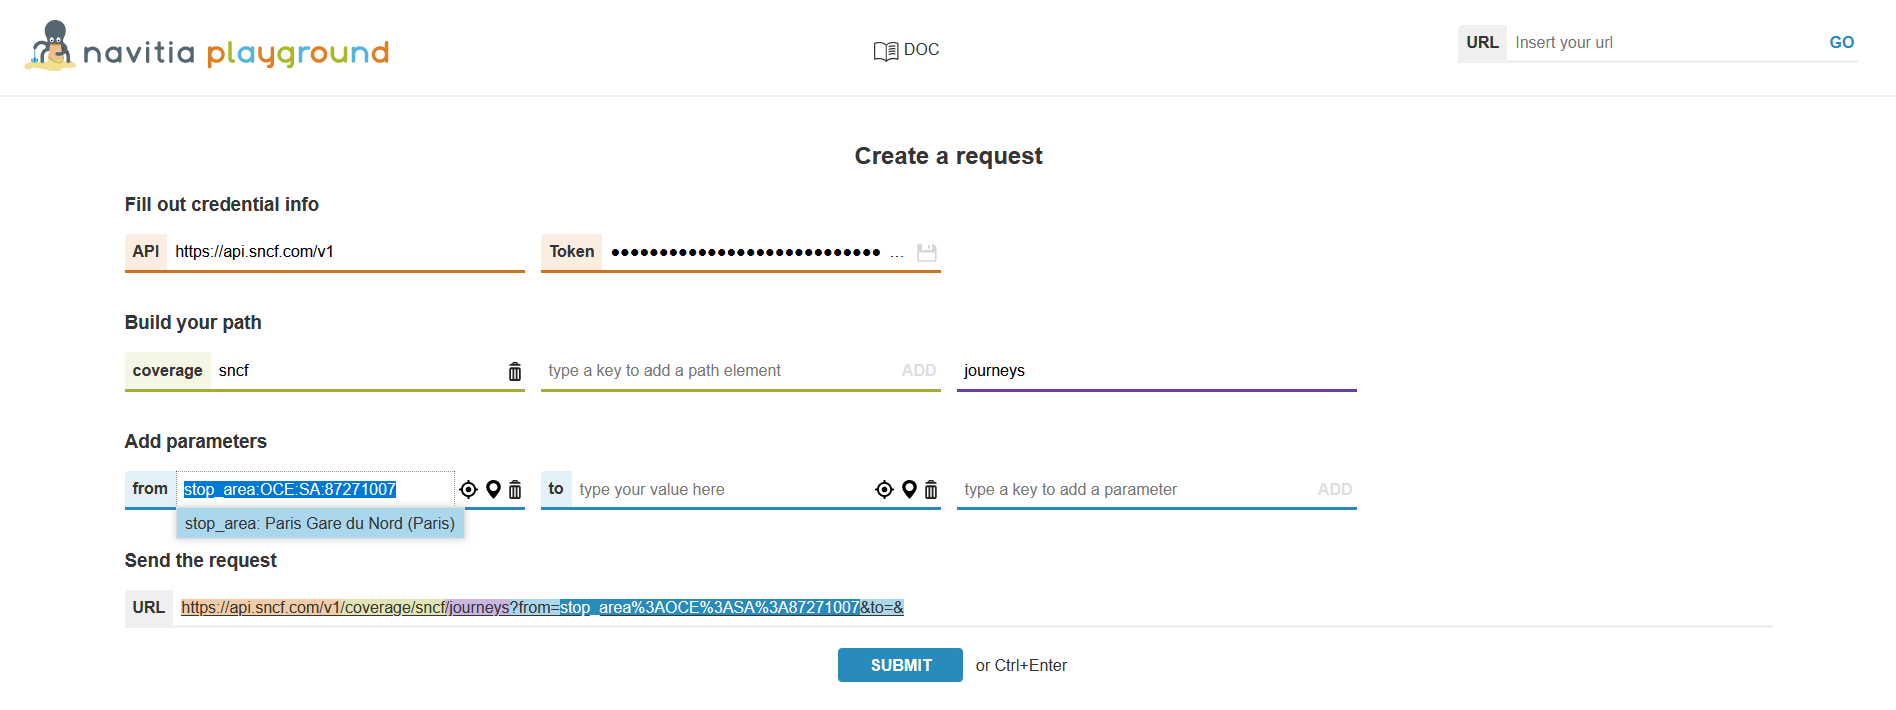 navitia playground
DOC
URL Insert your url GO
Create a request
Fill out credential info
API https://api.sncf.com/v1
Token ●●●●●●●●●●●●●●●●●●●●●●●●●●●● ...
Build your path
coverage sncf
type a key to add a path element ADD
journeys
Add parameters
from stop_area:OCE:SA:87271007
to type your value here
type a key to add a parameter ADD
stop_area: Paris Gare du Nord (Paris)
Send the request
URL https://api.sncf.com/v1/coverage/sncf/journeys?from=stop_area%3AOCE%3ASA%3A87271007&to=&
SUBMIT or Ctrl+Enter